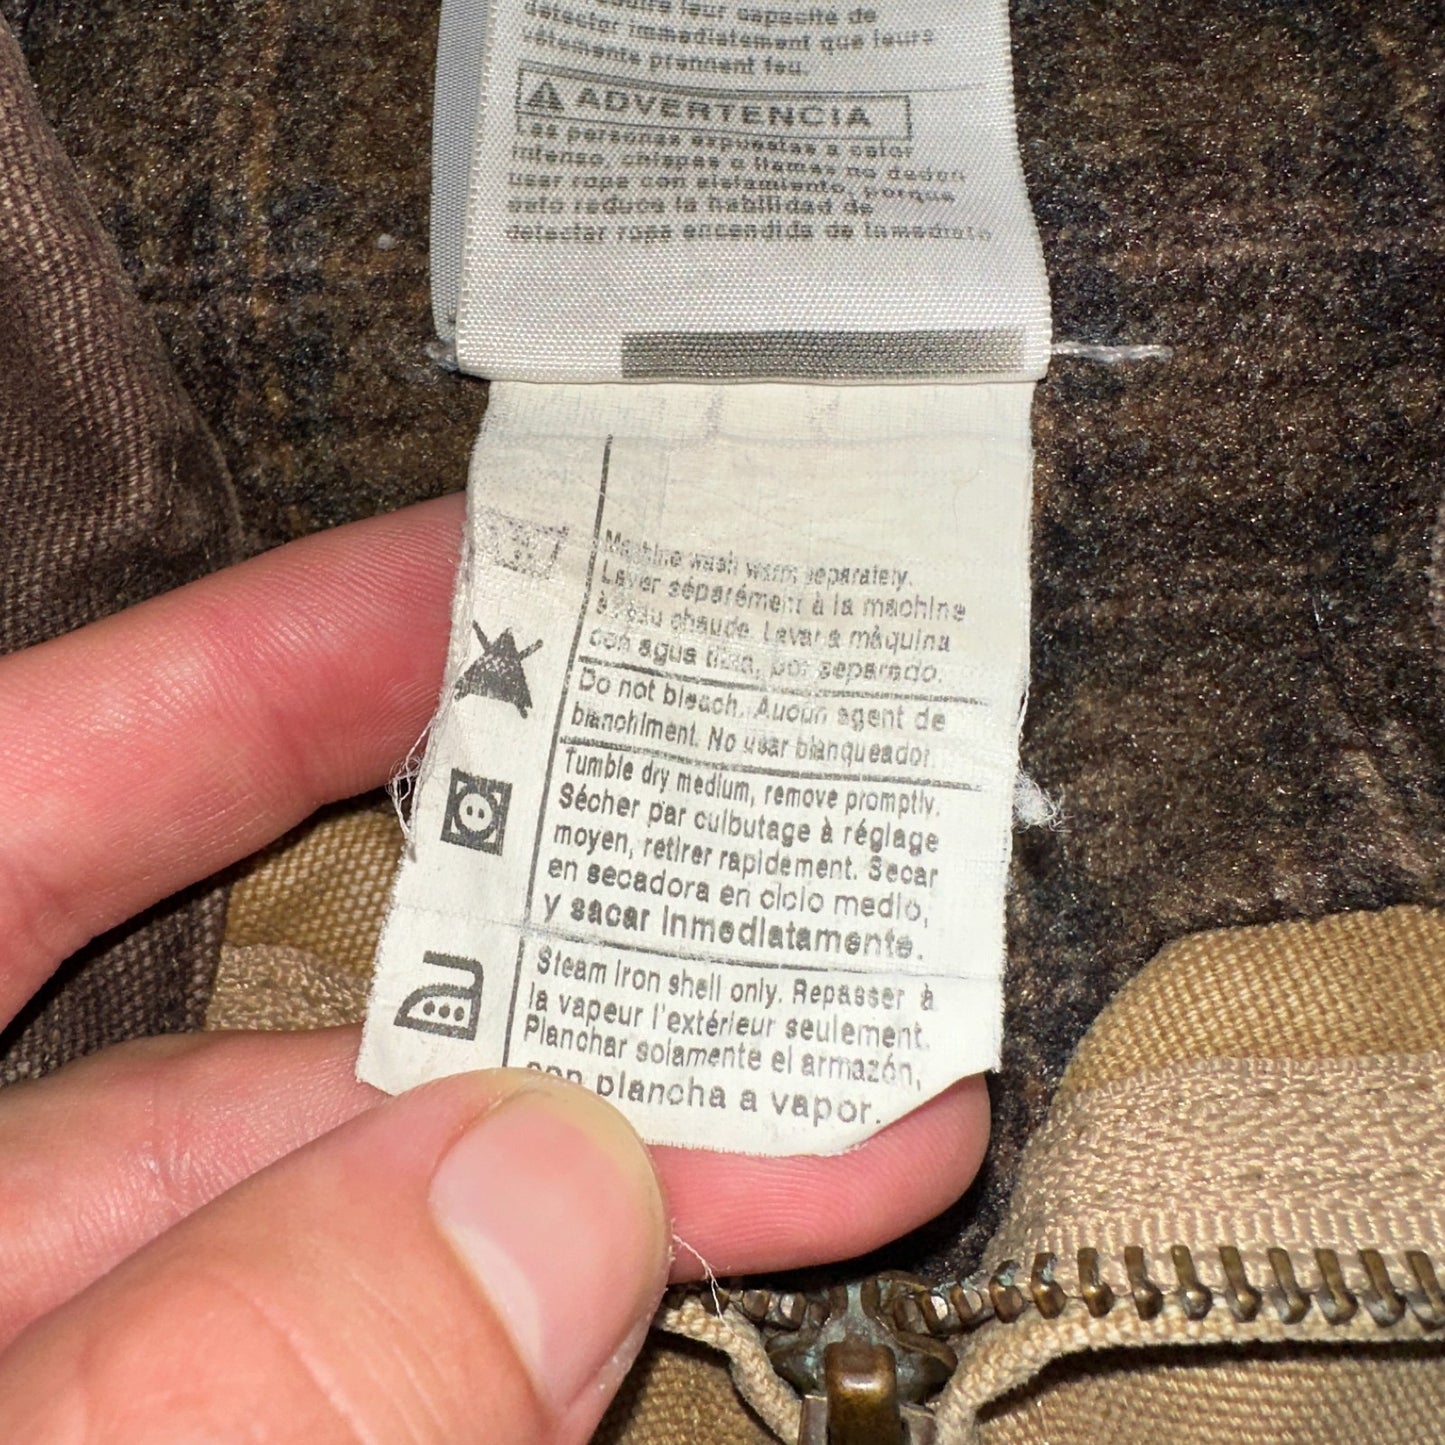 réduire leur capacité de
détecter immédiatement que leurs
vêtements prennent feu.
ADVERTENCIA
Las personas expuestas a calor
intenso, chispas o llamas no deden
usar ropa con aislamiento, porque
esto reduce la habilidad de
detectar ropa encendida de inmediato
Machine wash warm separately.
Laver séparément à la machine
à l'eau chaude. Lavar a màquina
con agua tibia, por separado.
Do not bleach. Aucun agent de
blanchiment. No usar blanqueador.
Tumble dry medium, remove promptly.
Sécher par culbutage à réglage
moyen, retirer rapidement. Secar
en secadora en ciclo medio,
y sacar inmediatamente.
Steam iron shell only. Repasser à
la vapeur l'extérieur seulement.
Planchar solamente el armazón,
con plancha a vapor.